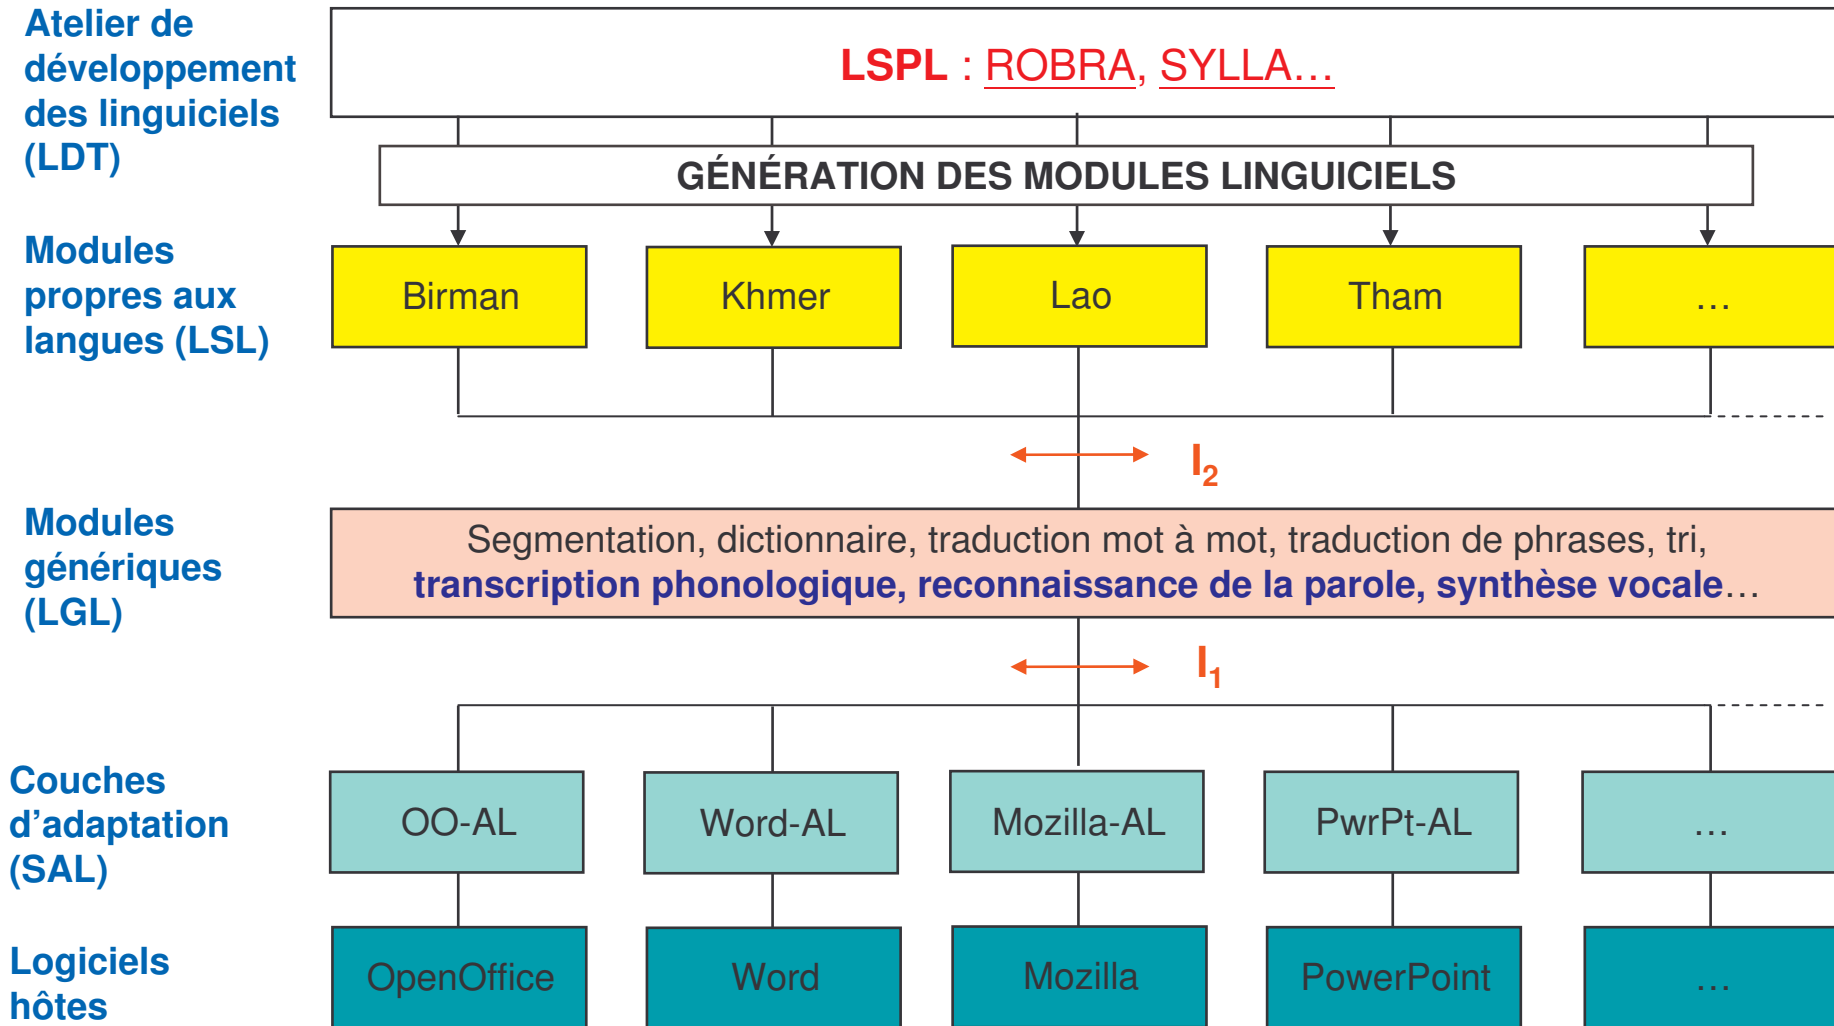 Atelier de
développement
des linguiciels
(LDT)
LSPL : ROBRA, SYLLA…
GÉNÉRATION DES MODULES LINGUICIELS
Modules
propres aux
langues (LSL)
Birman
Khmer
Lao
Tham
…
I2
Modules
génériques
(LGL)
Segmentation, dictionnaire, traduction mot à mot, traduction de phrases, tri,
transcription phonologique, reconnaissance de la parole, synthèse vocale…
I1
Couches
d’adaptation
(SAL)
OO-AL
Word-AL
Mozilla-AL
PwrPt-AL
…
Logiciels
hôtes
OpenOffice
Word
Mozilla
PowerPoint
…